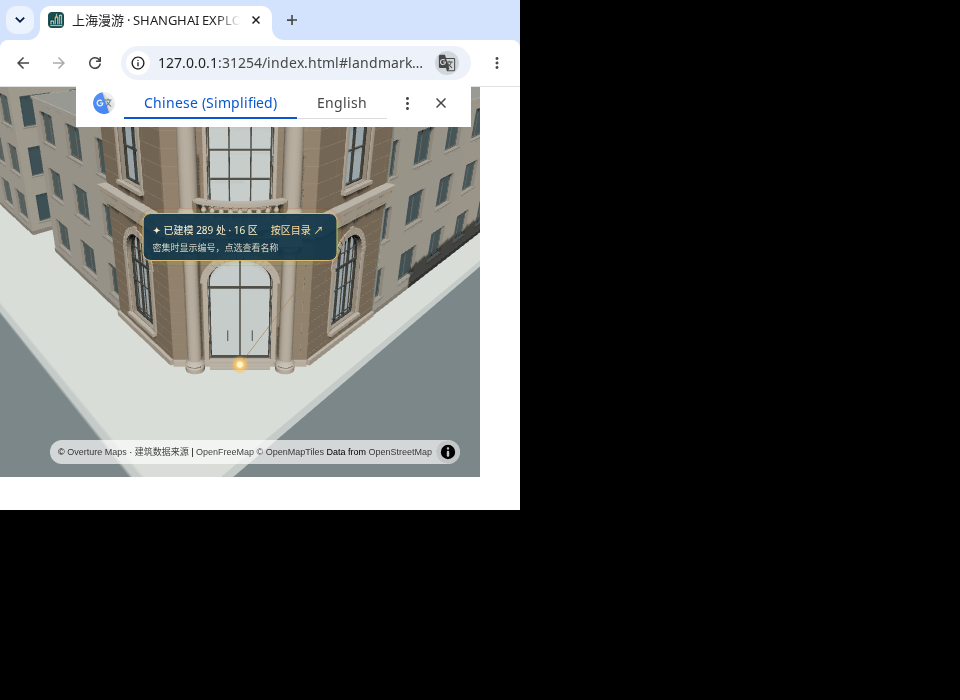 上海漫游 · SHANGHAI EXPLO
127.0.0.1:31254/index.html#landmark...
Chinese (Simplified)
English
✦ 已建模 289 处 · 16 区 按区目录 ↗
密集时显示编号，点选查看名称
© Overture Maps · 建筑数据来源 | OpenFreeMap © OpenMapTiles Data from OpenStreetMap